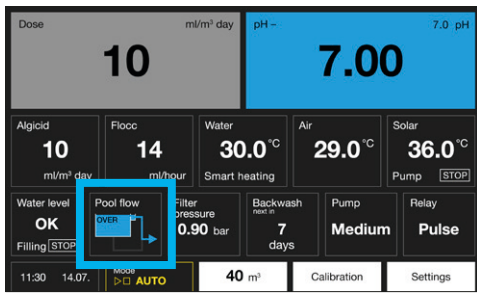 Dose ml/m³ day
10
pH – 7.0 pH
7.00
Algicid
10
ml/m³ day
Flocc
14
ml/hour
Water
30.0°C
Smart heating
Air
29.0°C
Solar
36.0°C
Pump STOP
Water level
OK
Filling STOP
Pool flow
OVER
Filter
pressure
0.90 bar
Backwash
next in
7
days
Pump
Medium
Relay
Pulse
11:30 14.07.
Mode
AUTO
40 m³
Calibration
Settings